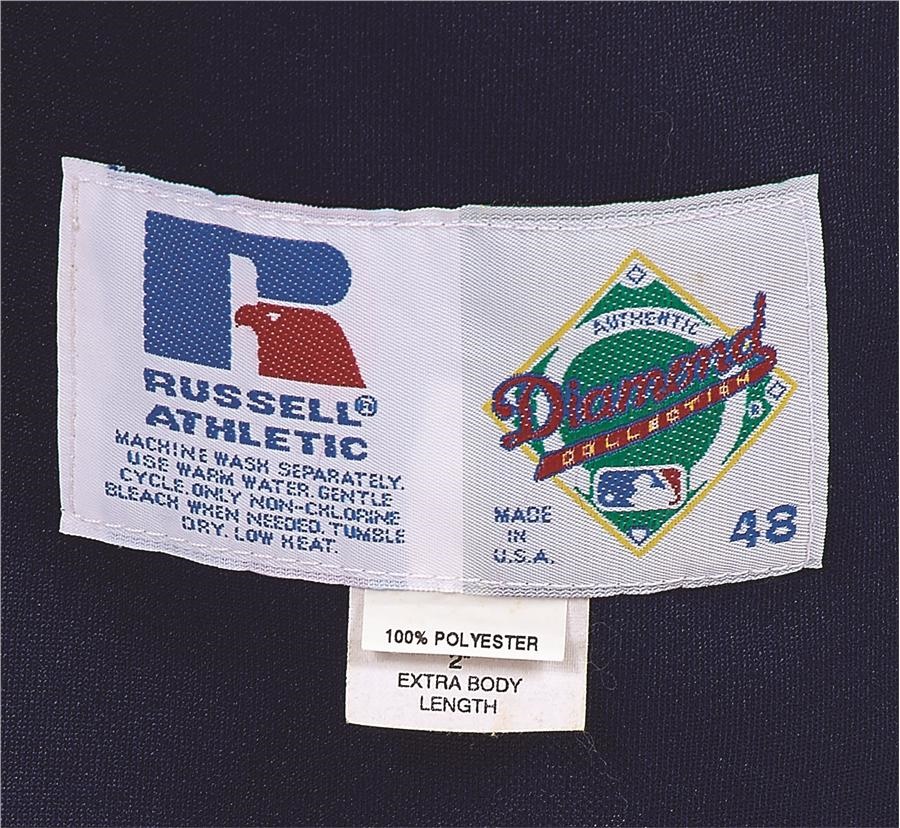 RUSSELL®
ATHLETIC
MACHINE WASH SEPARATELY.
USE WARM WATER. GENTLE
CYCLE. ONLY NON-CHLORINE
BLEACH WHEN NEEDED. TUMBLE
DRY. LOW HEAT.
AUTHENTIC
Diamond
COLLECTION
MADE
IN
U.S.A.
48
100% POLYESTER
2"
EXTRA BODY
LENGTH